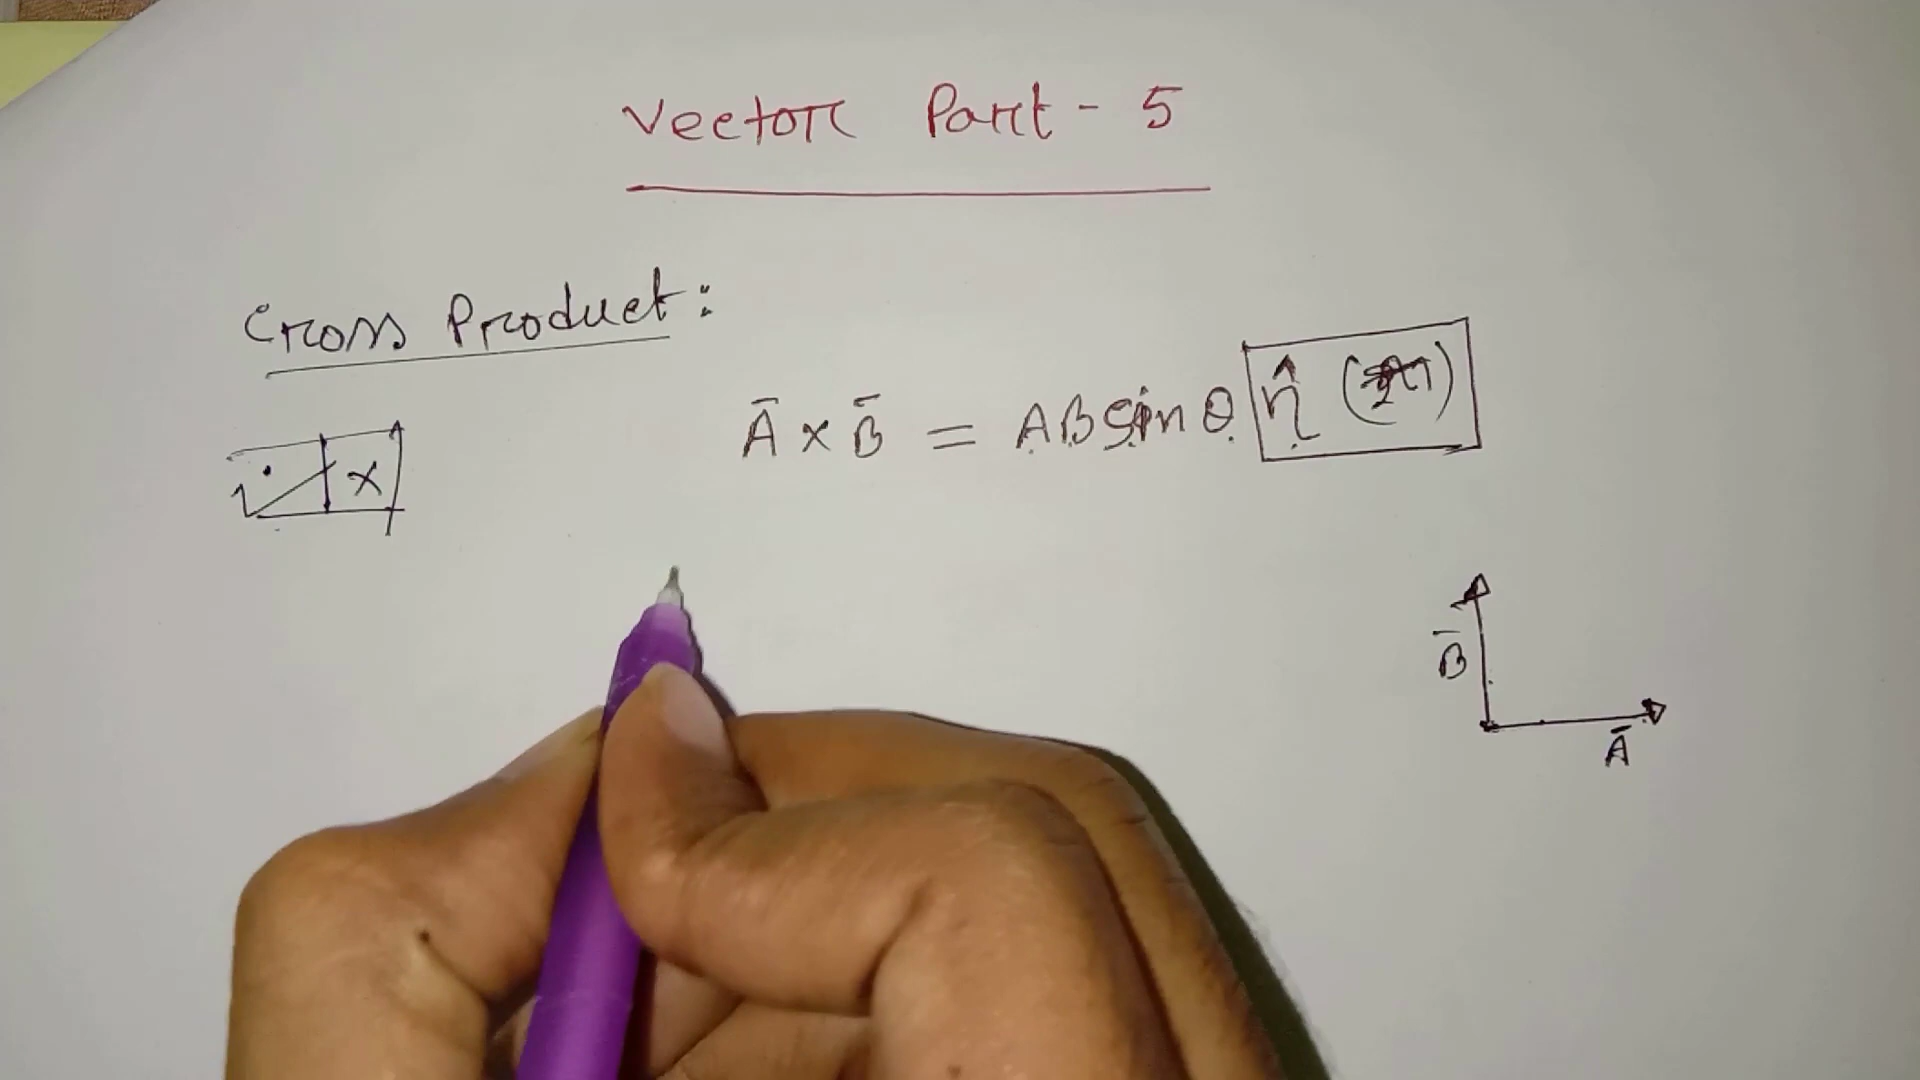 Vector Part - 5
Cross Product:
A̅ × B̅ = AB sin θ n̂
. ×
B̅
A̅